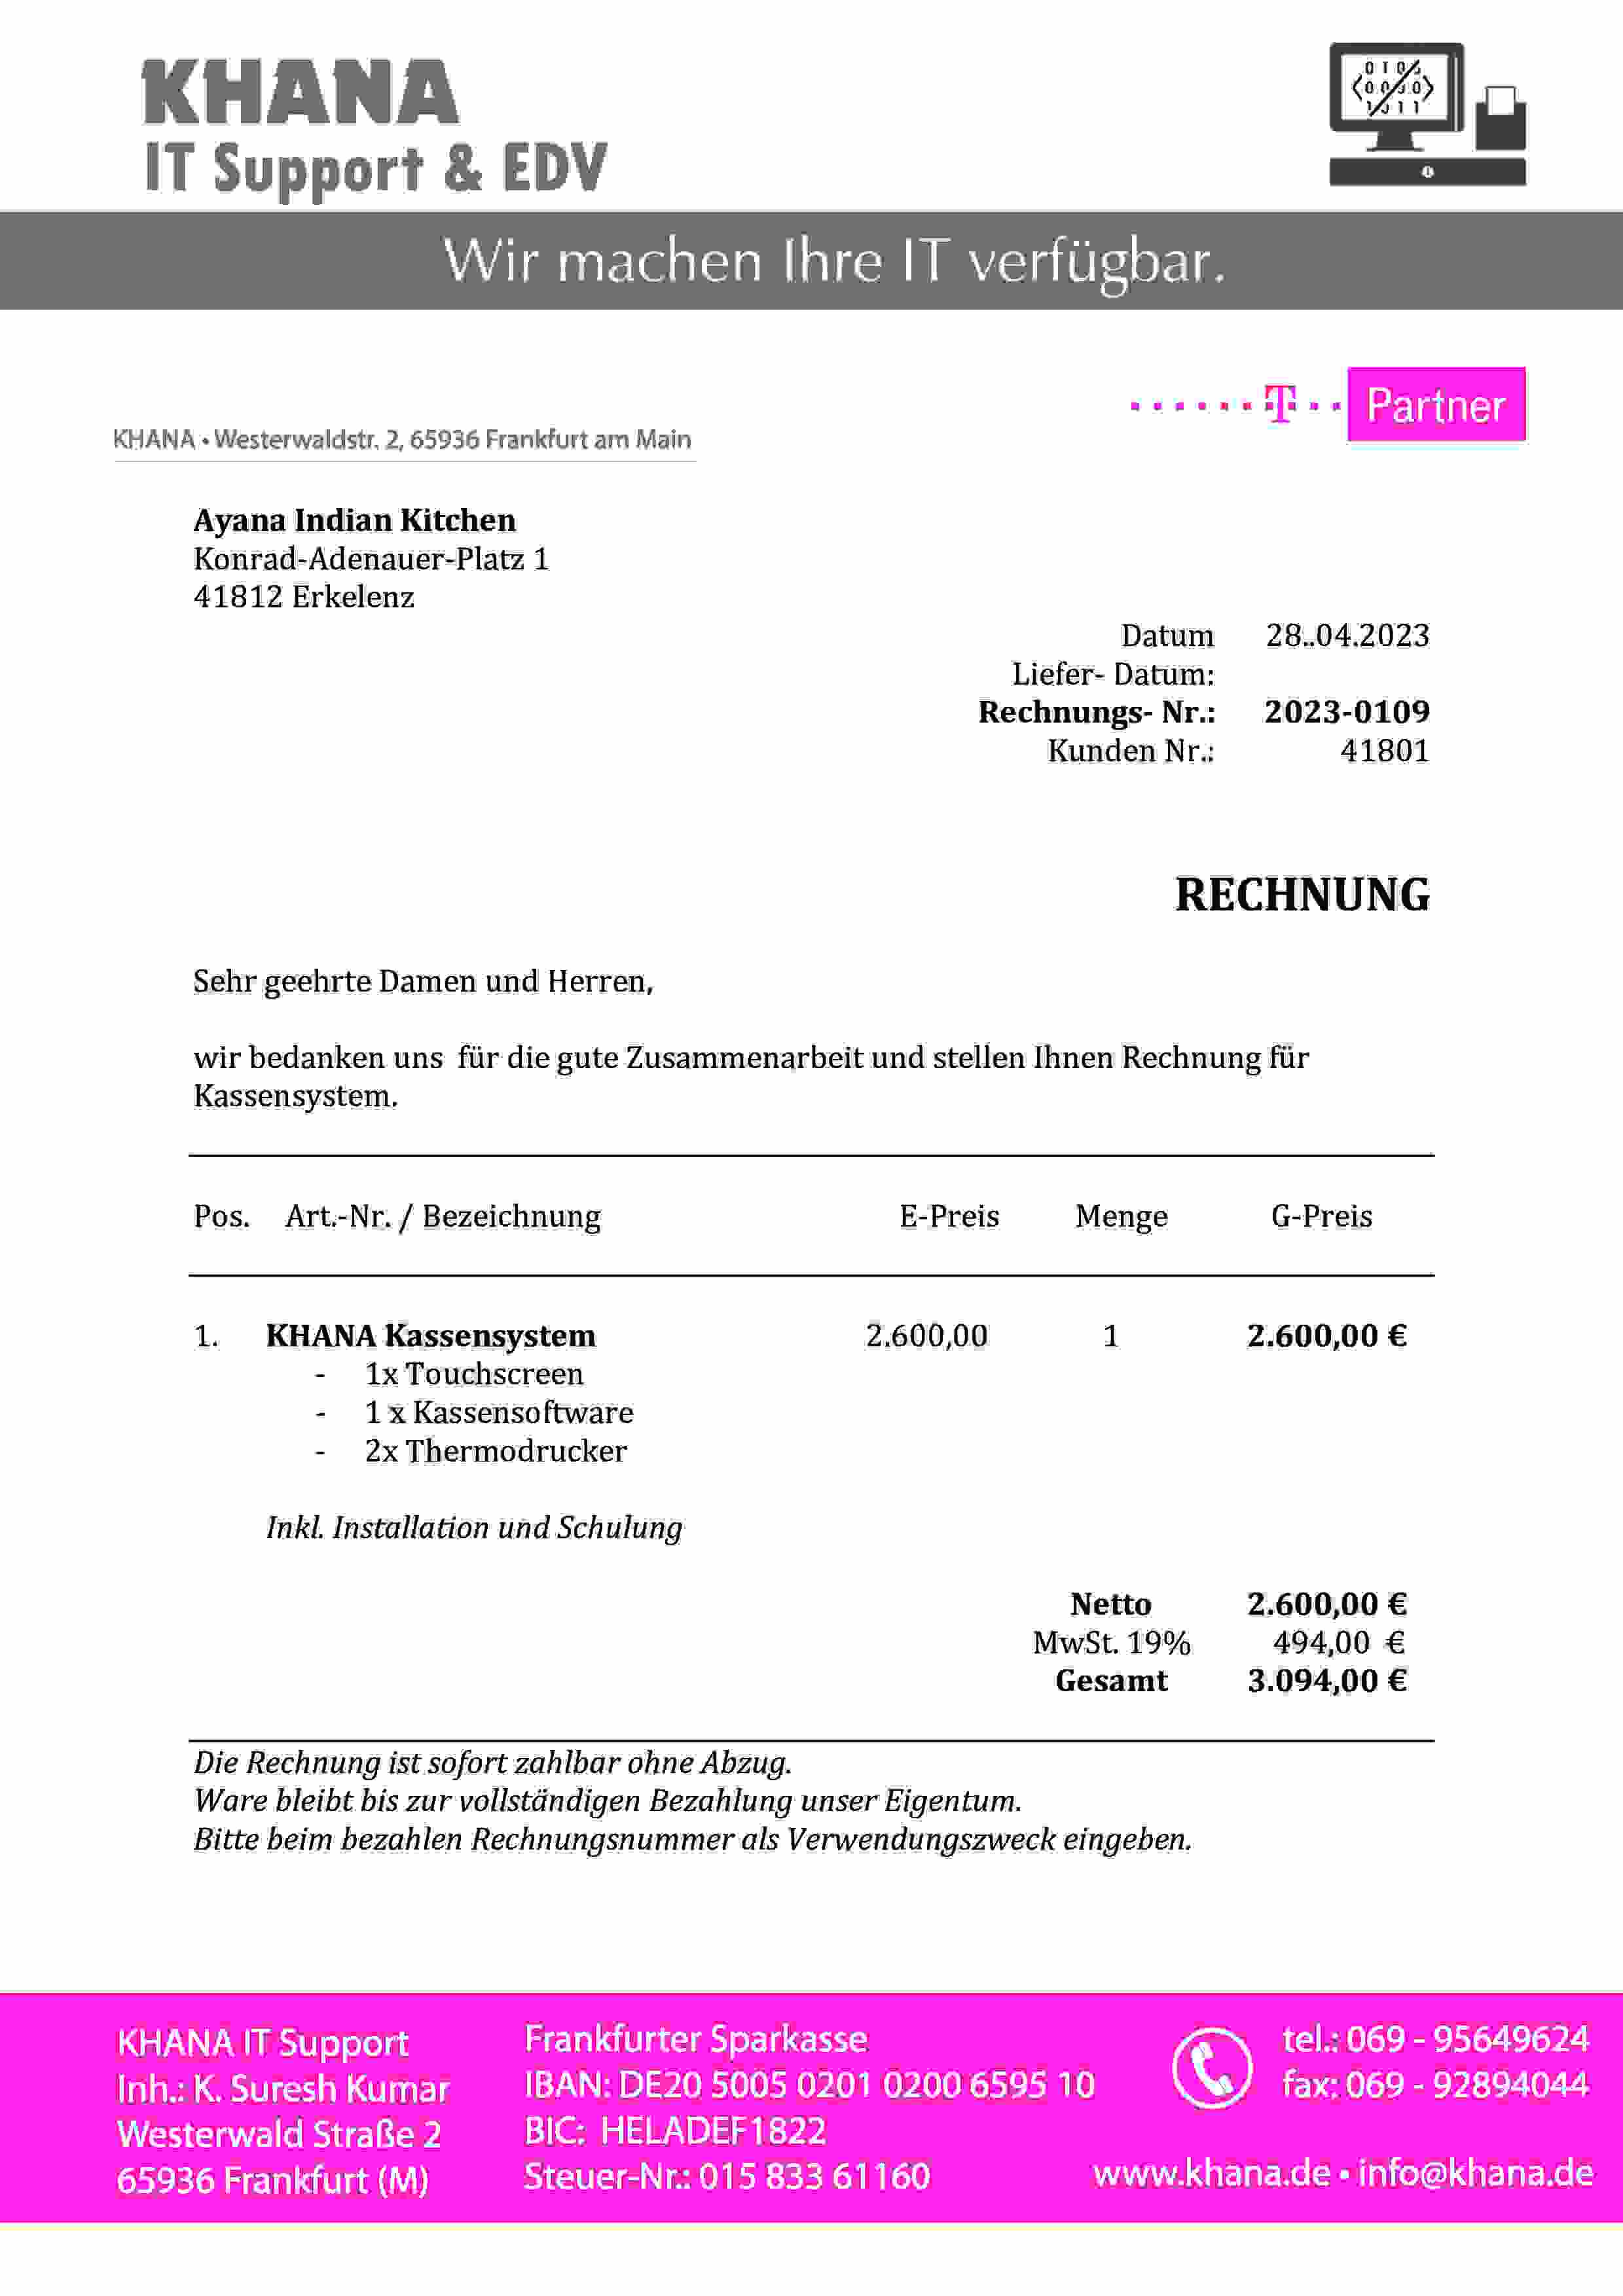 KHANA
IT Support & EDV
Wir machen Ihre IT verfügbar.
T Partner
KHANA • Westerwaldstr. 2, 65936 Frankfurt am Main
Ayana Indian Kitchen
Konrad-Adenauer-Platz 1
41812 Erkelenz
Datum 28..04.2023
Liefer- Datum:
Rechnungs- Nr.: 2023-0109
Kunden Nr.: 41801
RECHNUNG
Sehr geehrte Damen und Herren,
wir bedanken uns für die gute Zusammenarbeit und stellen Ihnen Rechnung für
Kassensystem.
Pos. Art.-Nr. / Bezeichnung E-Preis Menge G-Preis
1. KHANA Kassensystem 2.600,00 1 2.600,00 €
- 1x Touchscreen
- 1 x Kassensoftware
- 2x Thermodrucker
Inkl. Installation und Schulung
Netto 2.600,00 €
MwSt. 19% 494,00 €
Gesamt 3.094,00 €
Die Rechnung ist sofort zahlbar ohne Abzug.
Ware bleibt bis zur vollständigen Bezahlung unser Eigentum.
Bitte beim bezahlen Rechnungsnummer als Verwendungszweck eingeben.
KHANA IT Support
Inh.: K. Suresh Kumar
Westerwald Straße 2
65936 Frankfurt (M)
Frankfurter Sparkasse
IBAN: DE20 5005 0201 0200 6595 10
BIC: HELADEF1822
Steuer-Nr.: 015 833 61160
tel.: 069 - 95649624
fax: 069 - 92894044
www.khana.de • info@khana.de